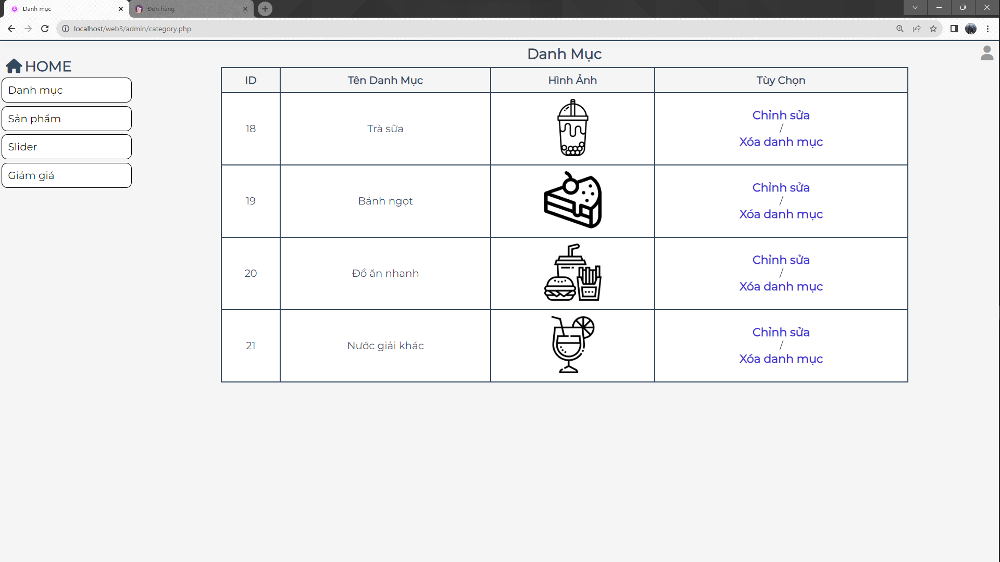 Danh mục
Đơn hàng
localhost/web3/admin/category.php
HOME
Danh mục
Sản phẩm
Slider
Giảm giá
Danh Mục
ID Tên Danh Mục Hình Ảnh Tùy Chọn
18 Trà sữa Chỉnh sửa
/
Xóa danh mục
19 Bánh ngọt Chỉnh sửa
/
Xóa danh mục
20 Đồ ăn nhanh Chỉnh sửa
/
Xóa danh mục
21 Nước giải khác Chỉnh sửa
/
Xóa danh mục